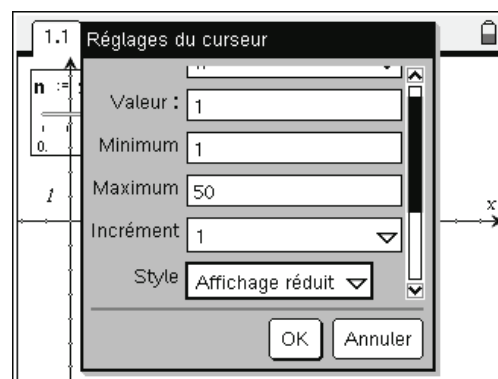 1.1
Réglages du curseur
n :=
Valeur : 1
0.
Minimum 1
Maximum 50
1
x
Incrément 1
Style Affichage réduit
OK Annuler